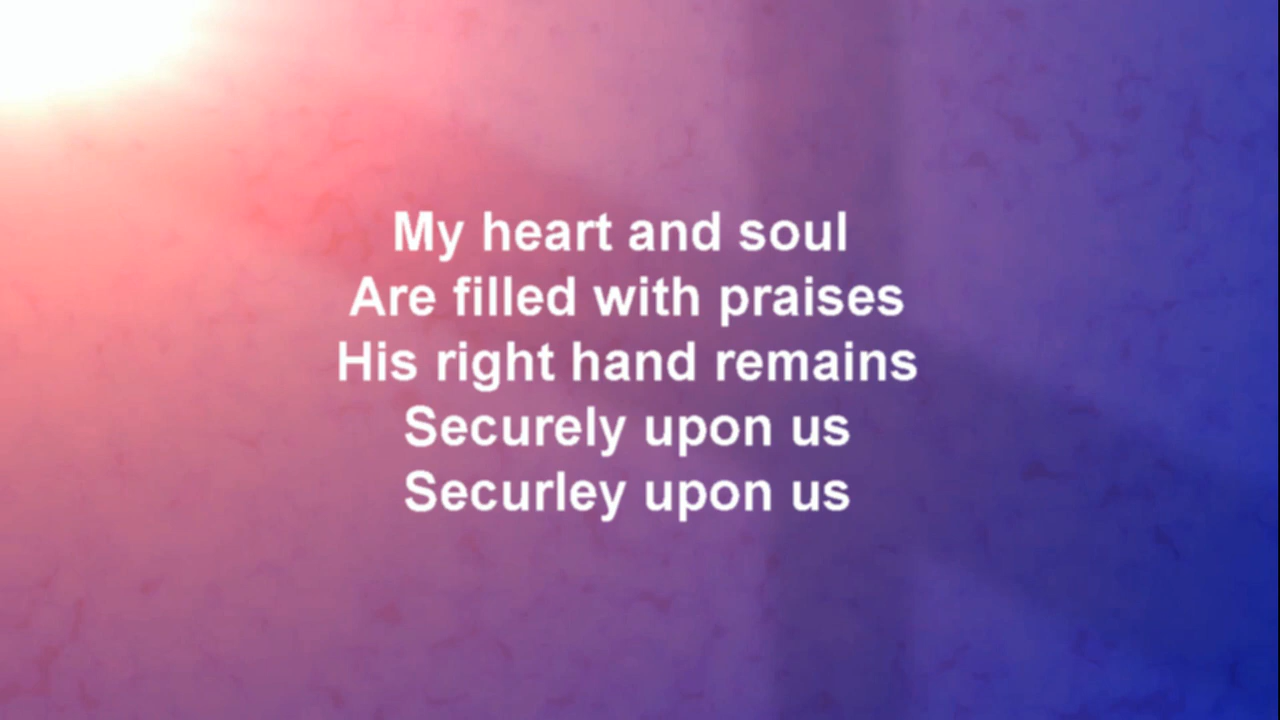 My heart and soul
Are filled with praises
His right hand remains
Securely upon us
Securley upon us